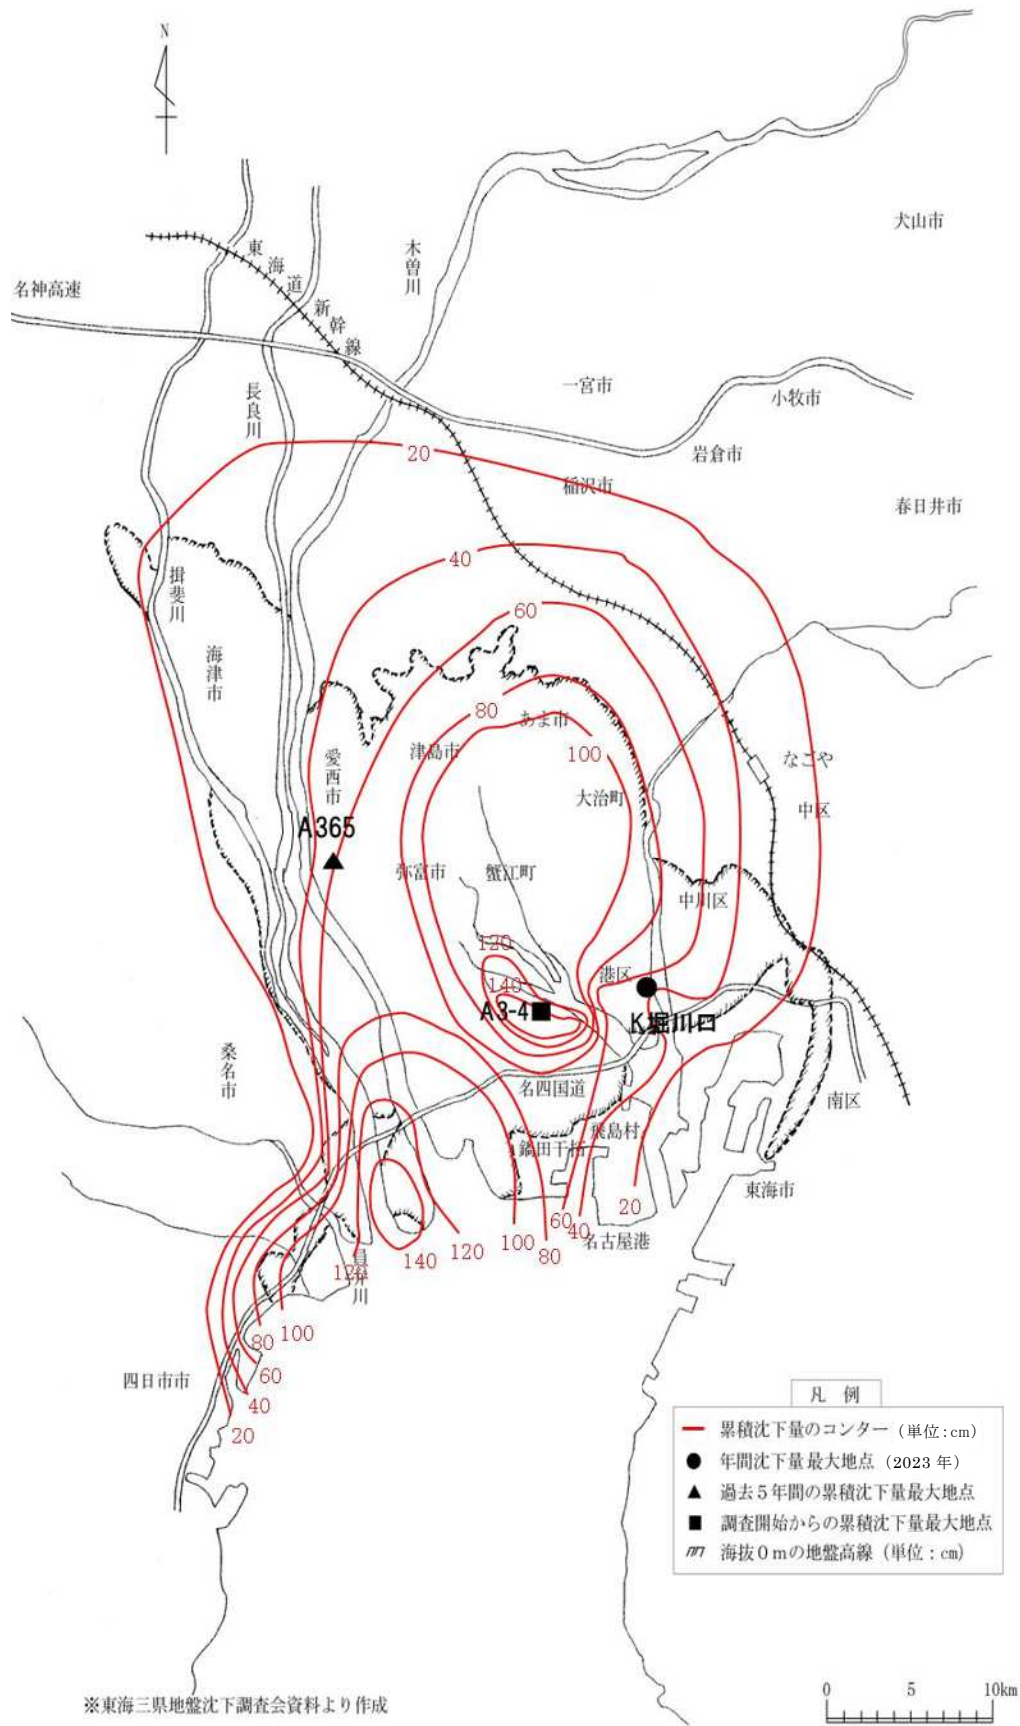 N
犬山市
木曽川
東海道新幹線
名神高速
一宮市
小牧市
長良川
岩倉市
20
稲沢市
春日井市
40
揖斐川
60
海津市
80
あま市
津島市
100
愛西市
なごや
大治町
中区
A365
弥富市
蟹江町
中川区
120
港区
140
A3-4
K堀川口
桑名市
名四国道
南区
飛島村
鍋田干拓
東海市
20
60
40
名古屋港
100
80
120
140
120
員弁川
100
80
60
四日市市
40
20
凡 例
累積沈下量のコンター（単位:cm）
年間沈下量最大地点（2023 年）
過去５年間の累積沈下量最大地点
調査開始からの累積沈下量最大地点
海抜０ｍの地盤高線（単位：㎝）
※東海三県地盤沈下調査会資料より作成
0 5 10km